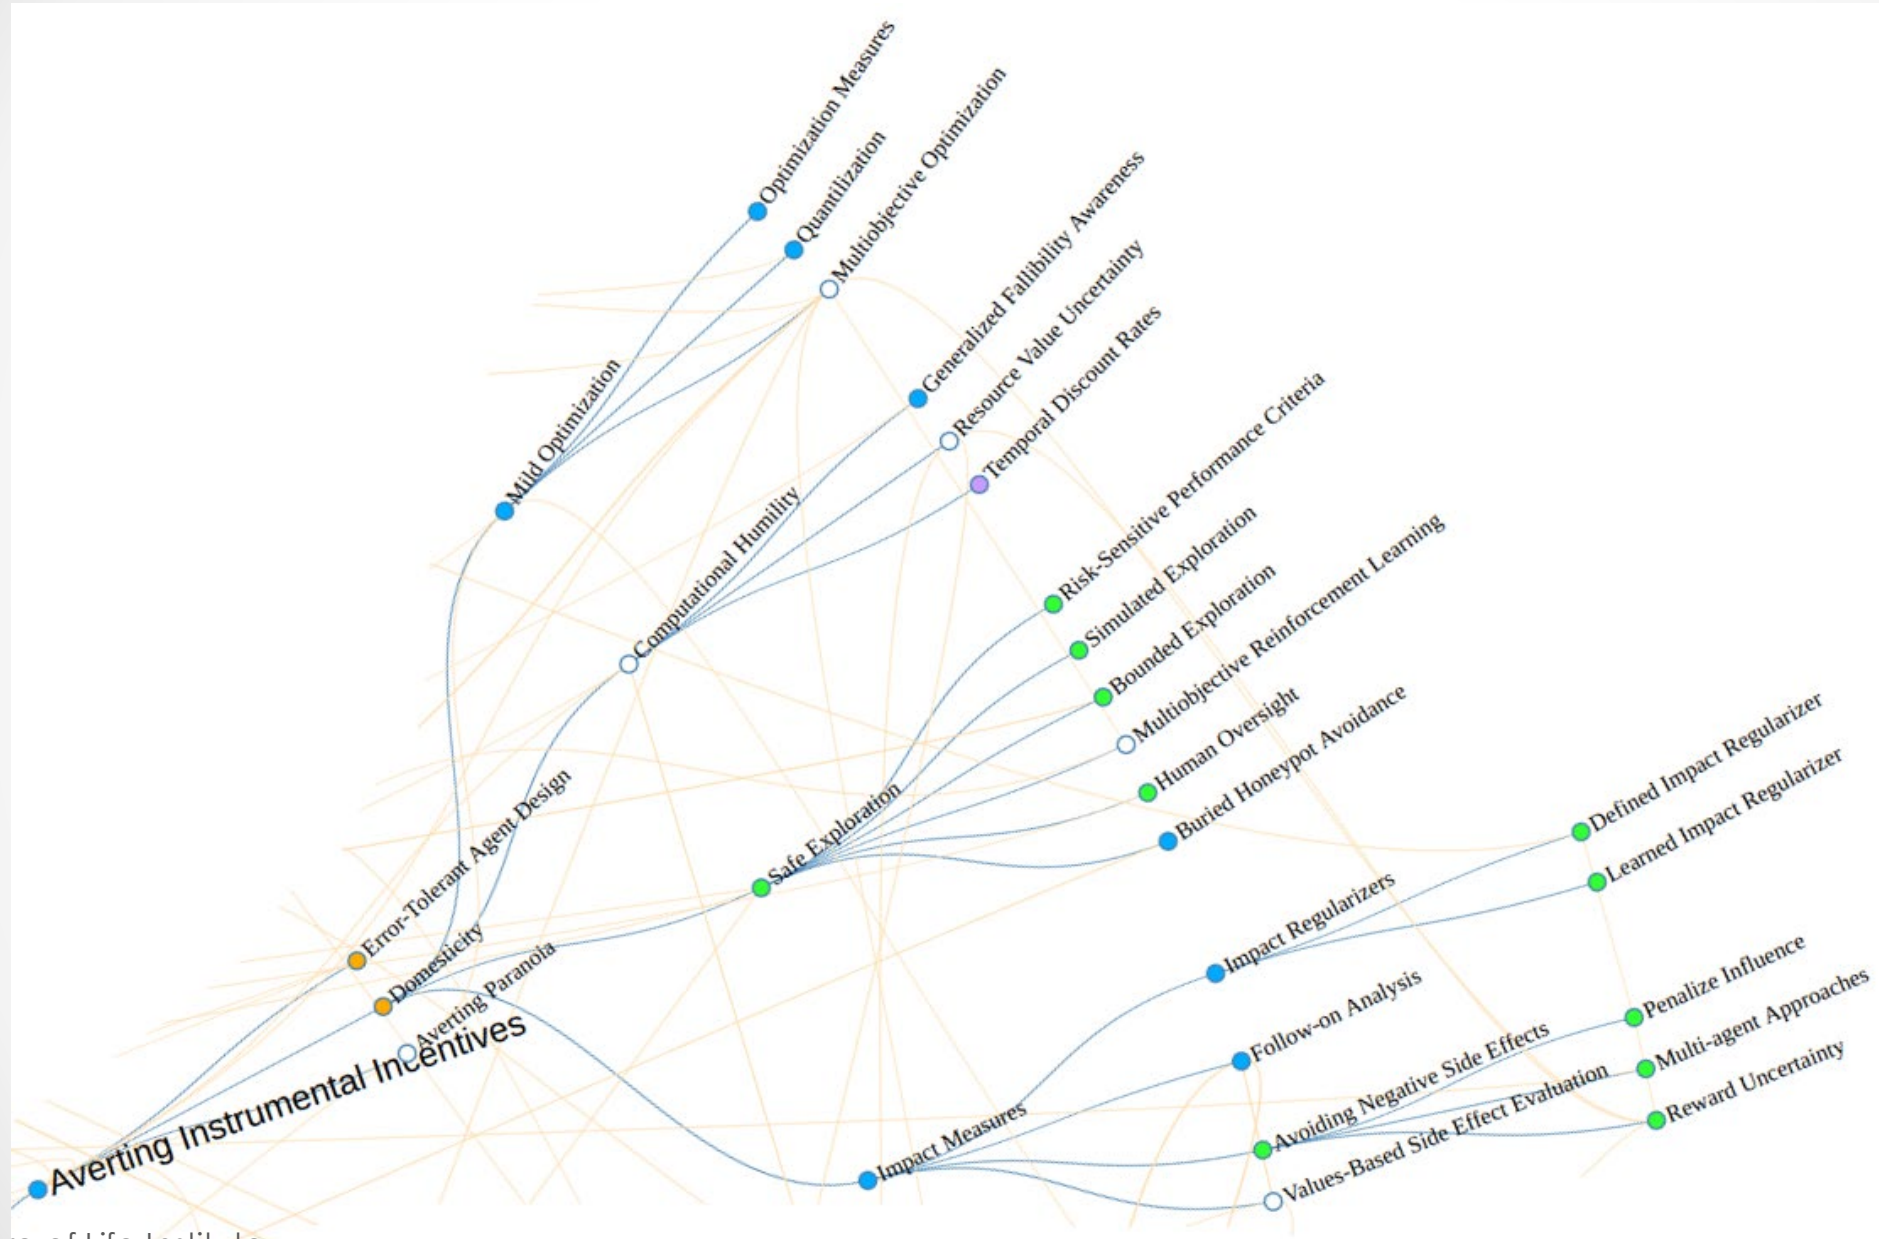 Optimization Measures
Quantilization
Multiobjective Optimization
Mild Optimization
Generalized Fallibility Awareness
Resource Value Uncertainty
Temporal Discount Rates
Computational Humility
Risk-Sensitive Performance Criteria
Simulated Exploration
Bounded Exploration
Multiobjective Reinforcement Learning
Human Oversight
Buried Honeypot Avoidance
Safe Exploration
Error-Tolerant Agent Design
Domesticity
Averting Paranoia
Averting Instrumental Incentives
Defined Impact Regularizer
Learned Impact Regularizer
Impact Regularizers
Follow-on Analysis
Penalize Influence
Multi-agent Approaches
Reward Uncertainty
Avoiding Negative Side Effects
Values-Based Side Effect Evaluation
Impact Measures
of Life Institute